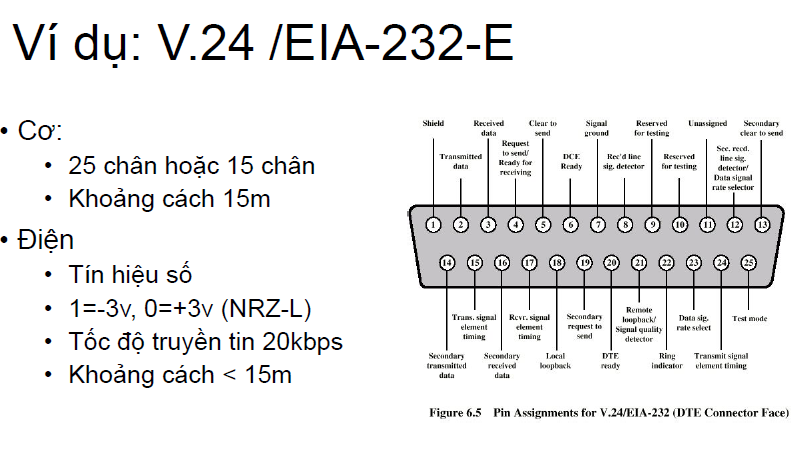 Ví dụ: V.24 /EIA-232-E
• Cơ:
• 25 chân hoặc 15 chân
• Khoảng cách 15m
• Điện
• Tín hiệu số
• 1=-3v, 0=+3v (NRZ-L)
• Tốc độ truyền tin 20kbps
• Khoảng cách < 15m
Shield
Received
data
Clear to
send
Signal
ground
Reserved
for testing
Unassigned
Secondary
clear to send
Transmitted
data
Request
to send/
Ready for
receiving
DCE
Ready
Rec'd line
sig. detector
Reserved
for testing
Sec. recd.
line sig.
detector/
Data signal
rate selector
1 2 3 4 5 6 7 8 9 10 11 12 13
14 15 16 17 18 19 20 21 22 23 24 25
Trans. signal
element
timing
Rcvr. signal
element
timing
Secondary
request to
send
Remote
loopback/
Signal quality
detector
Data sig.
rate select
Test mode
Secondary
transmitted
data
Secondary
received
data
Local
loopback
DTE
ready
Ring
indicator
Transmit signal
element timing
Figure 6.5 Pin Assignments for V.24/EIA-232 (DTE Connector Face)